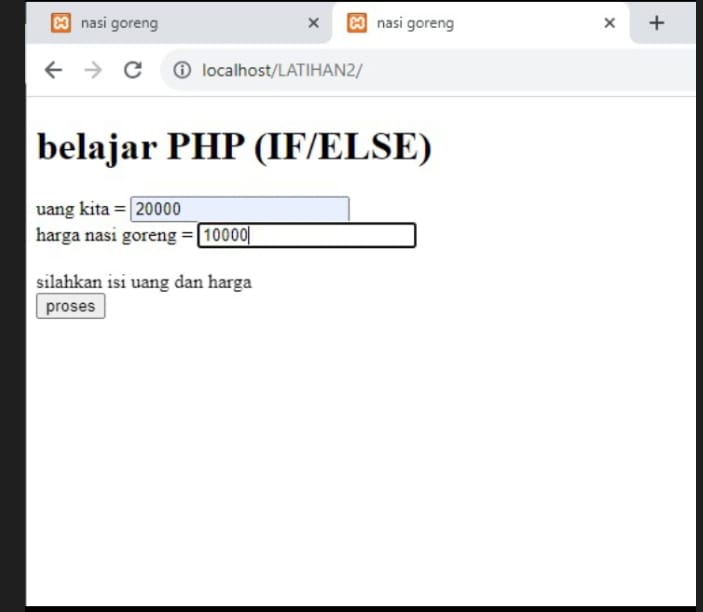 nasi goreng
nasi goreng
localhost/LATIHAN2/
belajar PHP (IF/ELSE)
uang kita = 20000
harga nasi goreng = 10000
silahkan isi uang dan harga
proses